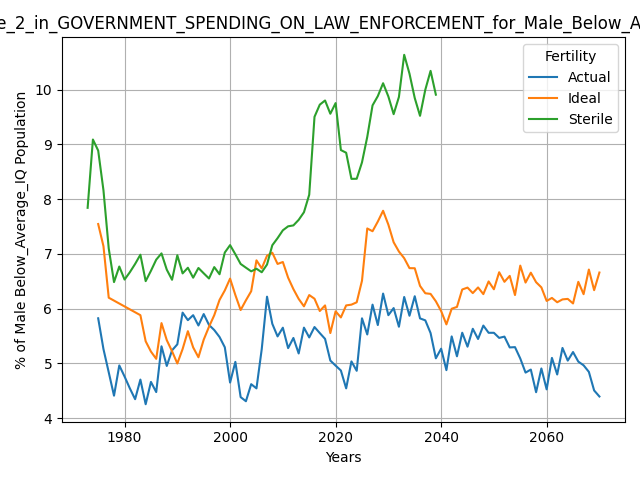 e_2_in_GOVERNMENT_SPENDING_ON_LAW_ENFORCEMENT_for_Male_Below_A
Fertility
Actual
Ideal
Sterile
% of Male Below_Average_IQ Population
10
9
8
7
6
5
4
1980 2000 2020 2040 2060
Years